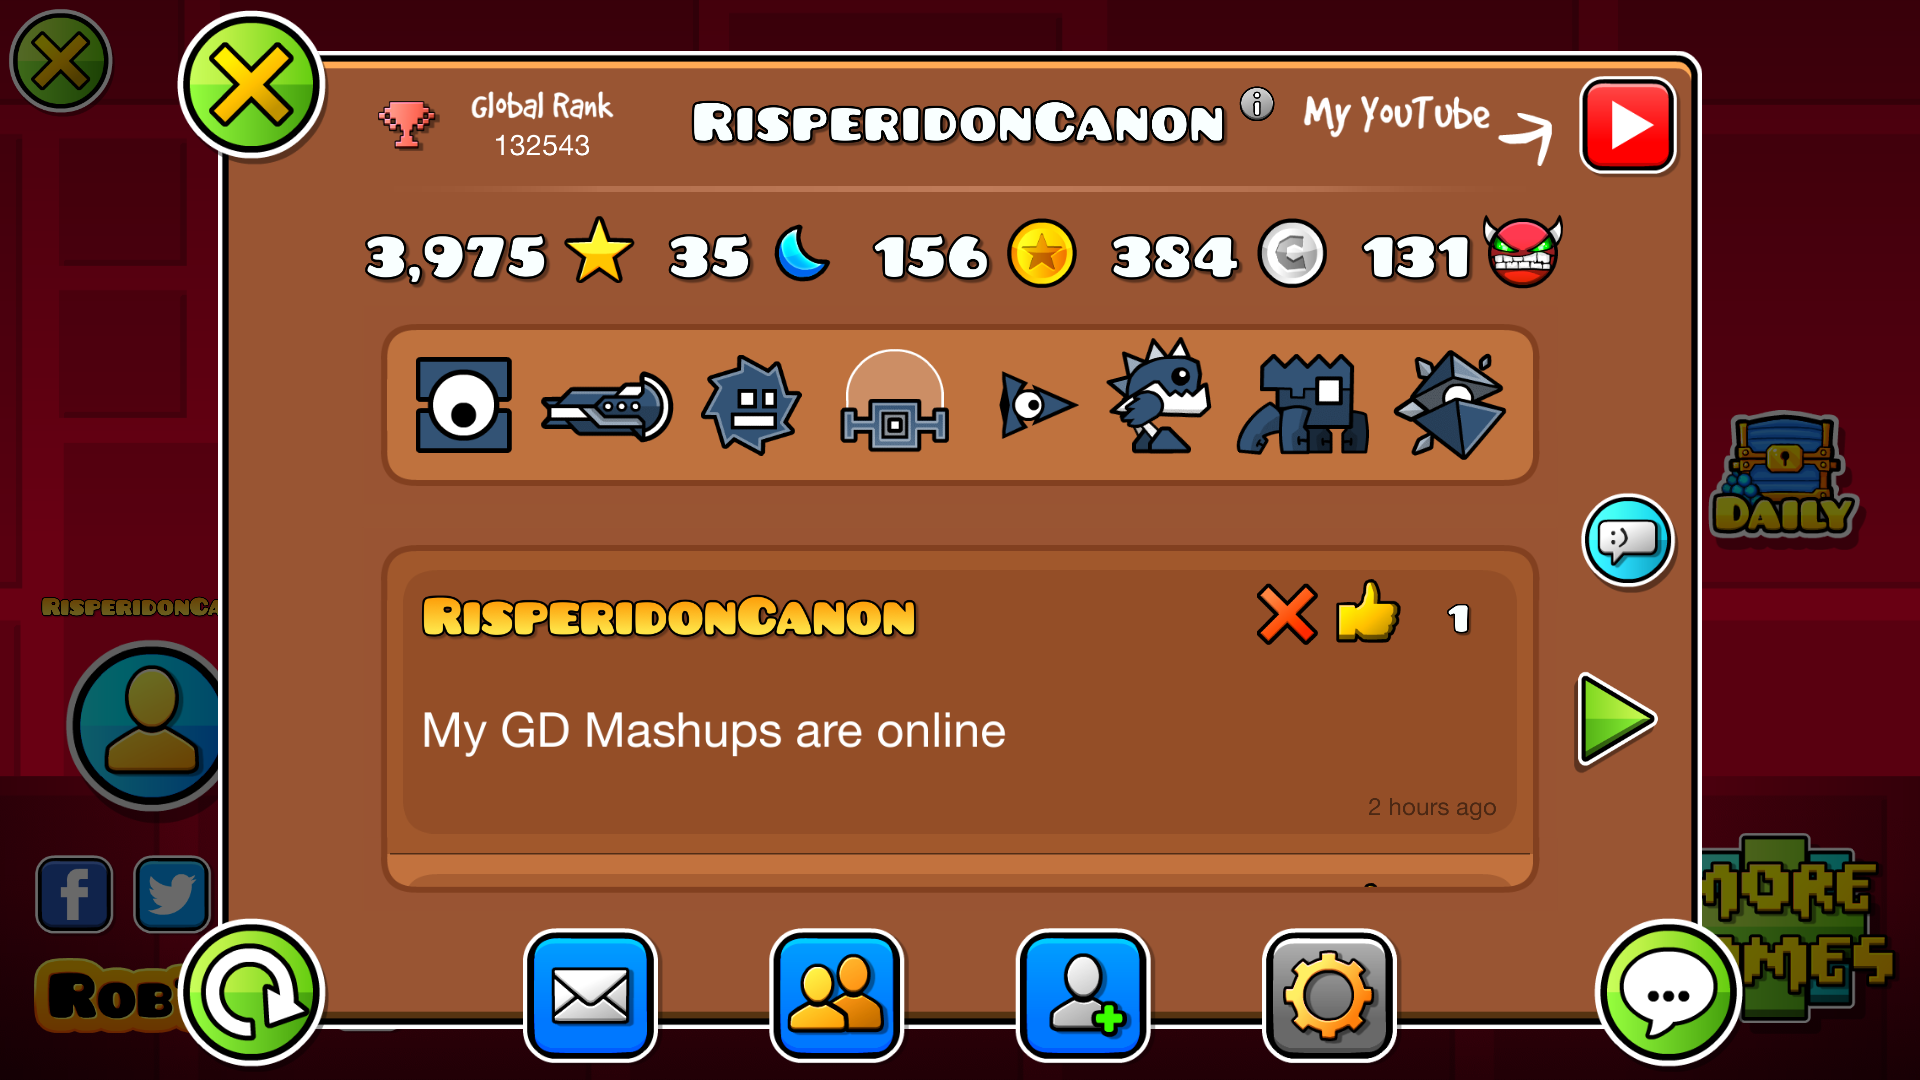 Global Rank
132543
RisperidonCanon
My YouTube
3,975
35
156
384
131
RisperidonCanon
1
My GD Mashups are online
2 hours ago
Daily